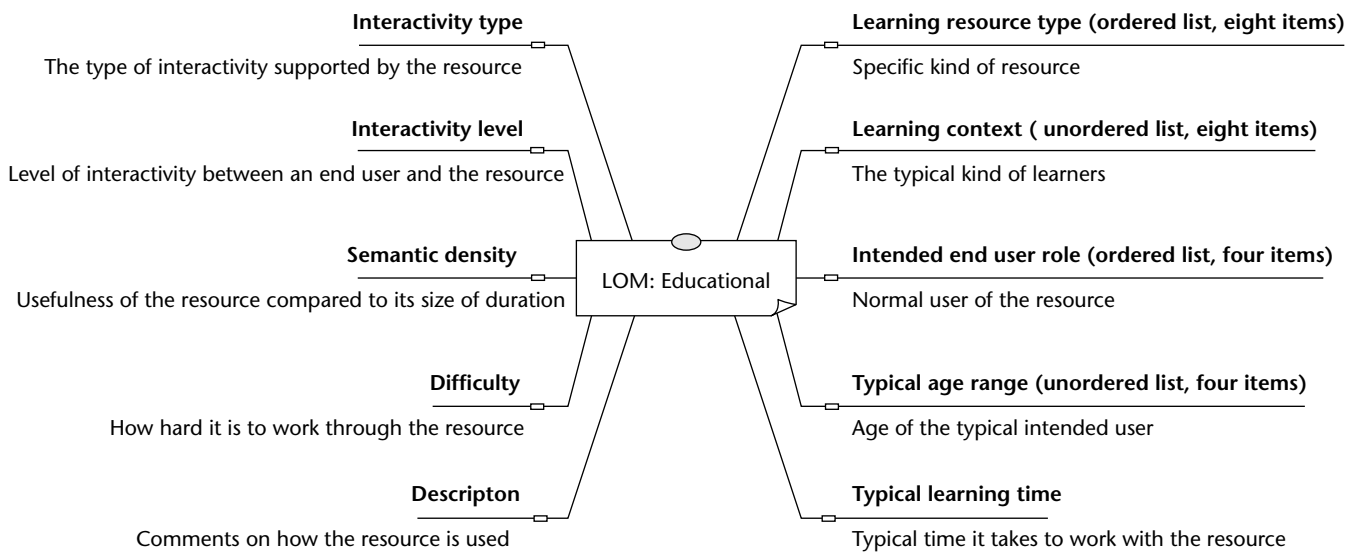 Interactivity type
The type of interactivity supported by the resource
Interactivity level
Level of interactivity between an end user and the resource
Semantic density
Usefulness of the resource compared to its size of duration
Difficulty
How hard it is to work through the resource
Descripton
Comments on how the resource is used
LOM: Educational
Learning resource type (ordered list, eight items)
Specific kind of resource
Learning context ( unordered list, eight items)
The typical kind of learners
Intended end user role (ordered list, four items)
Normal user of the resource
Typical age range (unordered list, four items)
Age of the typical intended user
Typical learning time
Typical time it takes to work with the resource